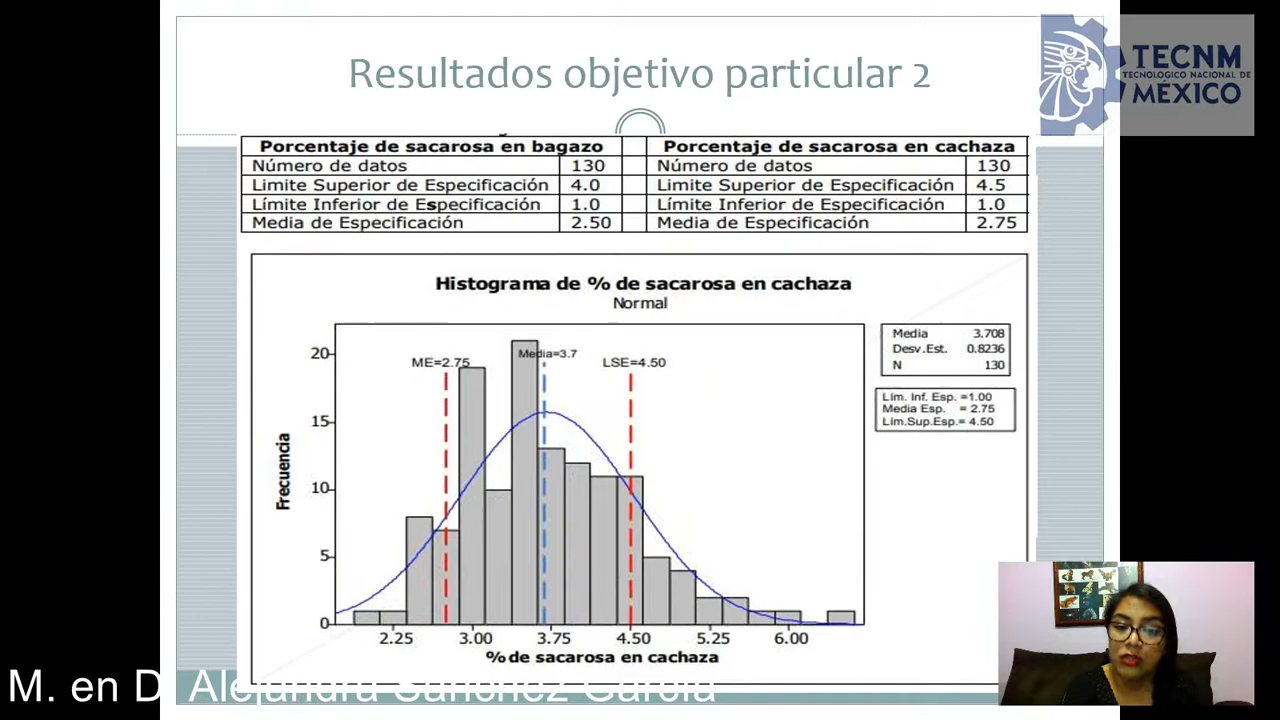 Resultados objetivo particular 2
TECNM
TECNOLÓGICO NACIONAL DE
MÉXICO
Porcentaje de sacarosa en bagazo Porcentaje de sacarosa en cachaza
Número de datos 130 Número de datos 130
Limite Superior de Especificación 4.0 Limite Superior de Especificación 4.5
Límite Inferior de Especificación 1.0 Límite Inferior de Especificación 1.0
Media de Especificación 2.50 Media de Especificación 2.75
Histograma de % de sacarosa en cachaza
Normal
Media 3.708
Desv.Est. 0.8236
N 130
Lím. Inf. Esp. =1.00
Media Esp. = 2.75
Lím.Sup.Esp.= 4.50
ME=2.75 Media=3.7 LSE=4.50
Frecuencia
20
15
10
5
0
2.25 3.00 3.75 4.50 5.25 6.00
% de sacarosa en cachaza
M. en D. Alejandra Sánchez García